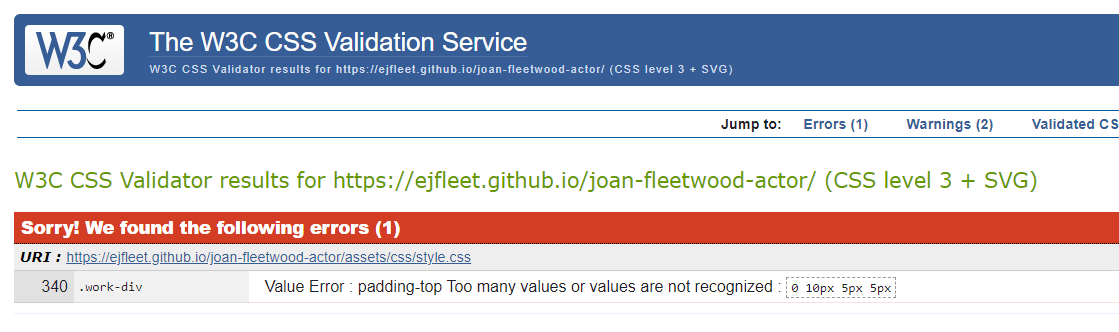 W3C®
The W3C CSS Validation Service
W3C CSS Validator results for https://ejfleet.github.io/joan-fleetwood-actor/ (CSS level 3 + SVG)
Jump to: Errors (1) Warnings (2) Validated CS
W3C CSS Validator results for https://ejfleet.github.io/joan-fleetwood-actor/ (CSS level 3 + SVG)
Sorry! We found the following errors (1)
URI : https://ejfleet.github.io/joan-fleetwood-actor/assets/css/style.css
340 .work-div Value Error : padding-top Too many values or values are not recognized : 0 10px 5px 5px